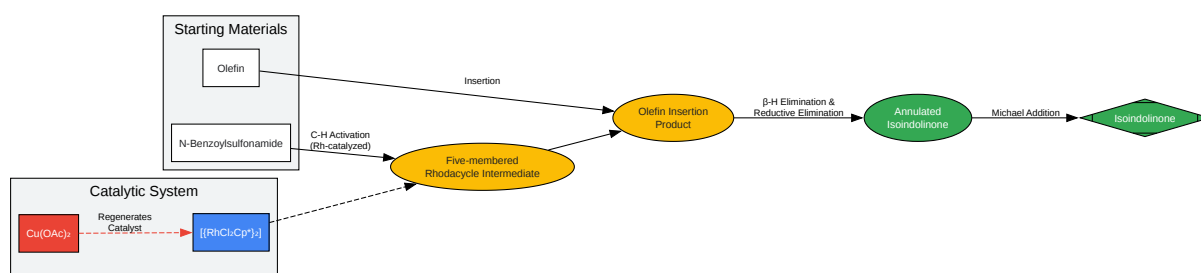 Starting Materials
Olefin
N-Benzoylsulfonamide
Insertion
C-H Activation
(Rh-catalyzed)
Catalytic System
Cu(OAc)₂
Regenerates
Catalyst
[{RhCl₂Cp*}₂]
Five-membered
Rhodacycle Intermediate
Olefin Insertion
Product
β-H Elimination &
Reductive Elimination
Annulated
Isoindolinone
Michael Addition
Isoindolinone